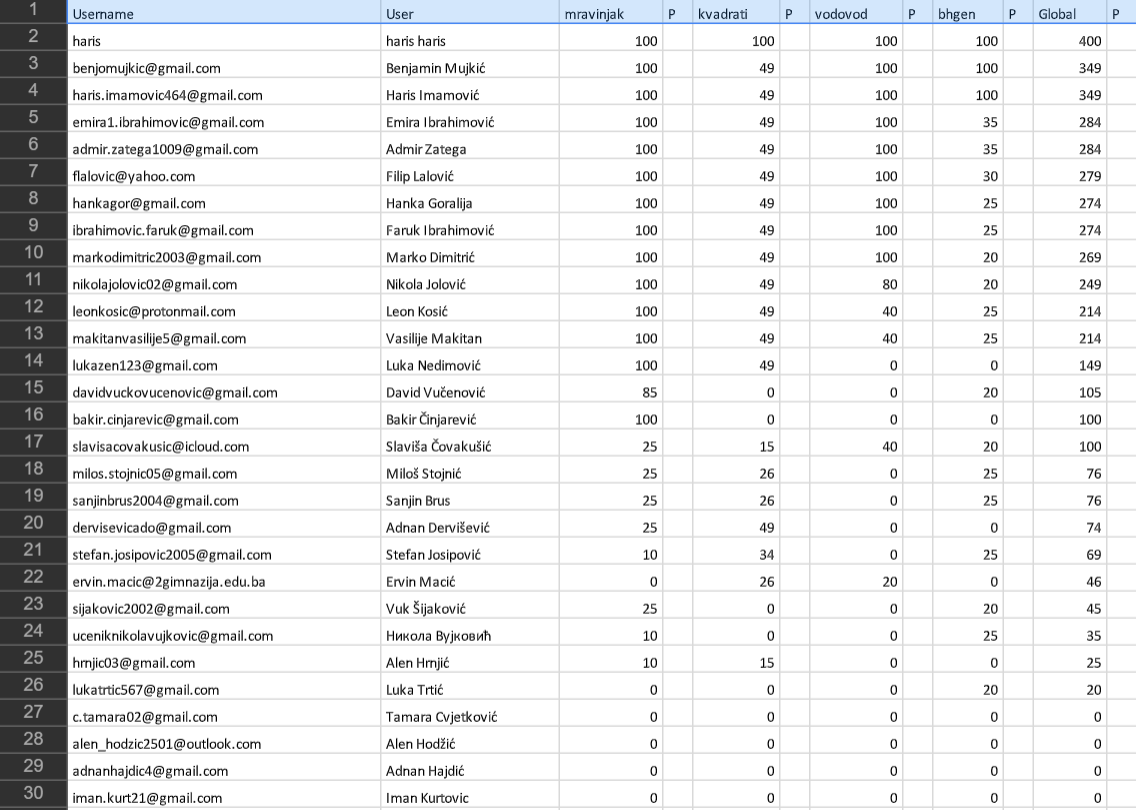 1 Username User mravinjak P kvadrati P vodovod P bhgen P Global P
2 haris haris haris 100 100 100 100 400
3 benjomujkic@gmail.com Benjamin Mujkić 100 49 100 100 349
4 haris.imamovic464@gmail.com Haris Imamović 100 49 100 100 349
5 emira1.ibrahimovic@gmail.com Emira Ibrahimović 100 49 100 35 284
6 admir.zatega1009@gmail.com Admir Zatega 100 49 100 35 284
7 flalovic@yahoo.com Filip Lalović 100 49 100 30 279
8 hankagor@gmail.com Hanka Goralija 100 49 100 25 274
9 ibrahimovic.faruk@gmail.com Faruk Ibrahimović 100 49 100 25 274
10 markodimitric2003@gmail.com Marko Dimitrić 100 49 100 20 269
11 nikolajolovic02@gmail.com Nikola Jolović 100 49 80 20 249
12 leonkosic@protonmail.com Leon Kosić 100 49 40 25 214
13 makitanvasilije5@gmail.com Vasilije Makitan 100 49 40 25 214
14 lukazen123@gmail.com Luka Nedimović 100 49 0 0 149
15 davidvuckovucenovic@gmail.com David Vučenović 85 0 0 20 105
16 bakir.cinjarevic@gmail.com Bakir Činjarević 100 0 0 0 100
17 slavisacovakusic@icloud.com Slaviša Čovakušić 25 15 40 20 100
18 milos.stojnic05@gmail.com Miloš Stojnić 25 26 0 25 76
19 sanjinbrus2004@gmail.com Sanjin Brus 25 26 0 25 76
20 dervisevicado@gmail.com Adnan Dervišević 25 49 0 0 74
21 stefan.josipovic2005@gmail.com Stefan Josipović 10 34 0 25 69
22 ervin.macic@2gimnazija.edu.ba Ervin Macić 0 26 20 0 46
23 sijakovic2002@gmail.com Vuk Šijaković 25 0 0 20 45
24 uceniknikolavujkovic@gmail.com Никола Вујковић 10 0 0 25 35
25 hrnjic03@gmail.com Alen Hrnjić 10 15 0 0 25
26 lukatrtic567@gmail.com Luka Trtić 0 0 0 20 20
27 c.tamara02@gmail.com Tamara Cvjetković 0 0 0 0 0
28 alen_hodzic2501@outlook.com Alen Hodžić 0 0 0 0 0
29 adnanhajdic4@gmail.com Adnan Hajdić 0 0 0 0 0
30 iman.kurt21@gmail.com Iman Kurtovic 0 0 0 0 0